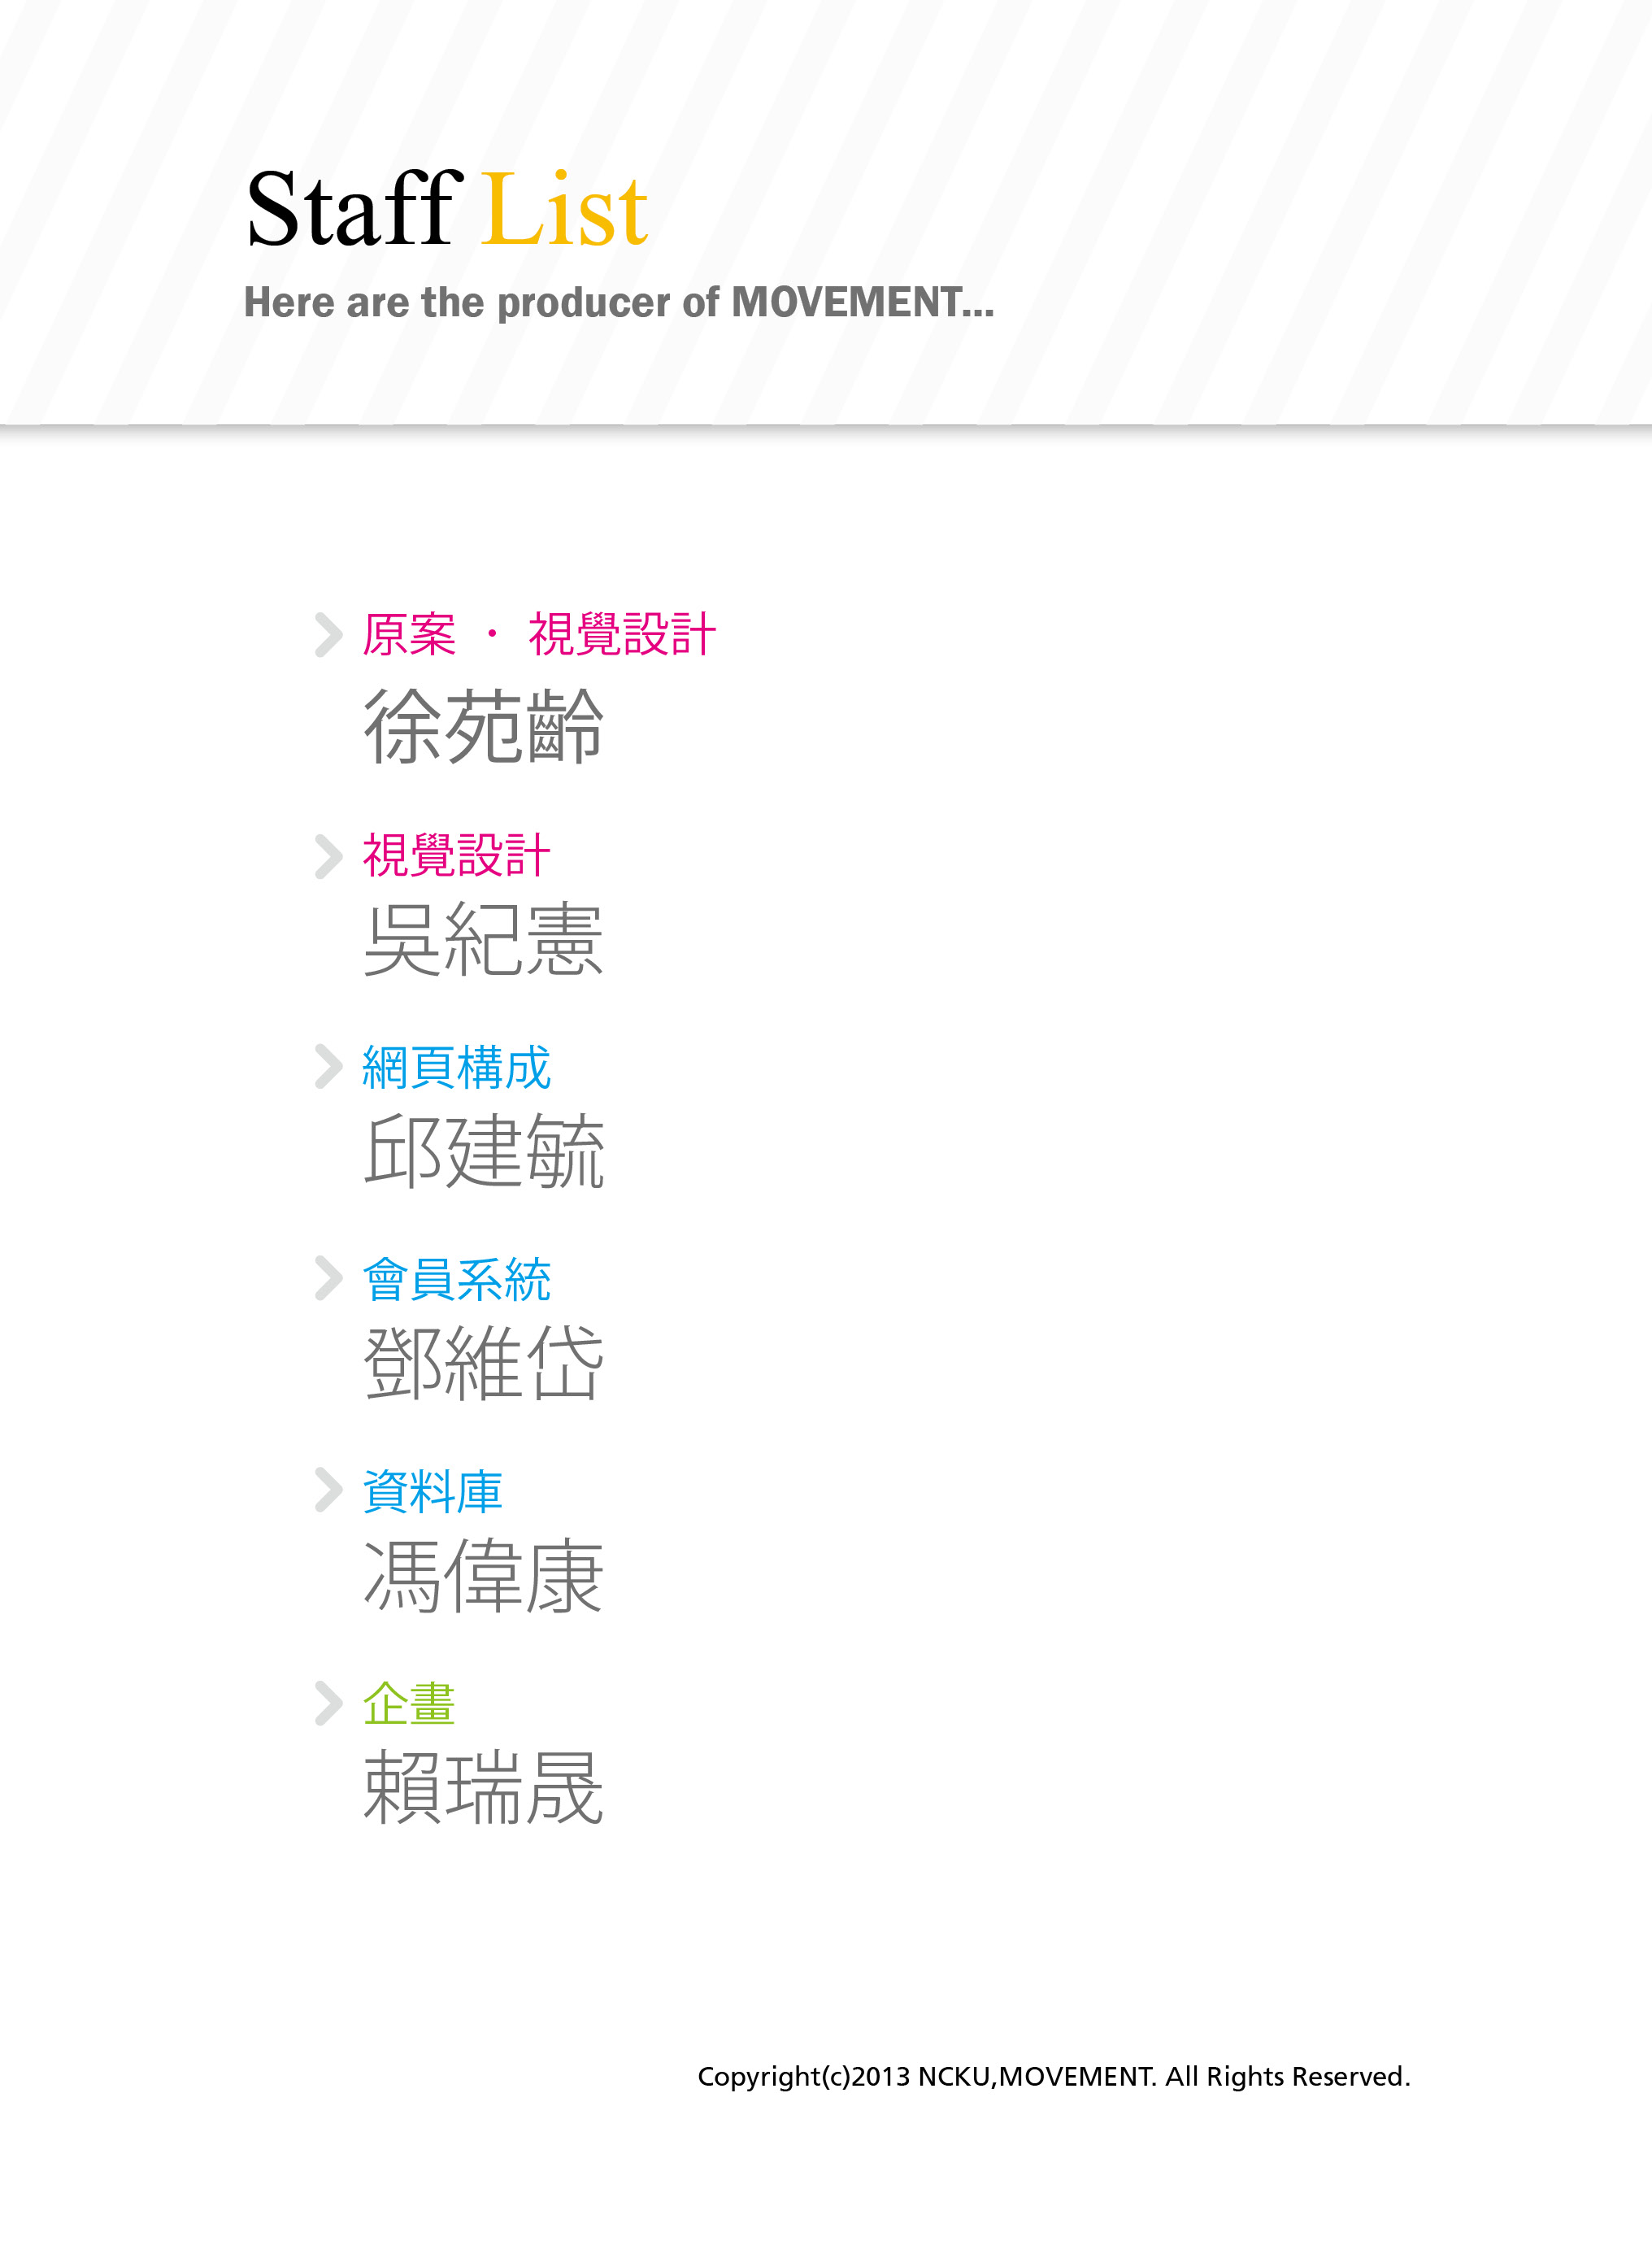 Staff List
Here are the producer of MOVEMENT...
原案 · 視覺設計
徐苑齡
視覺設計
吳紀憲
網頁構成
邱建毓
會員系統
鄧維岱
資料庫
馮偉康
企畫
賴瑞晟
Copyright(c)2013 NCKU,MOVEMENT. All Rights Reserved.